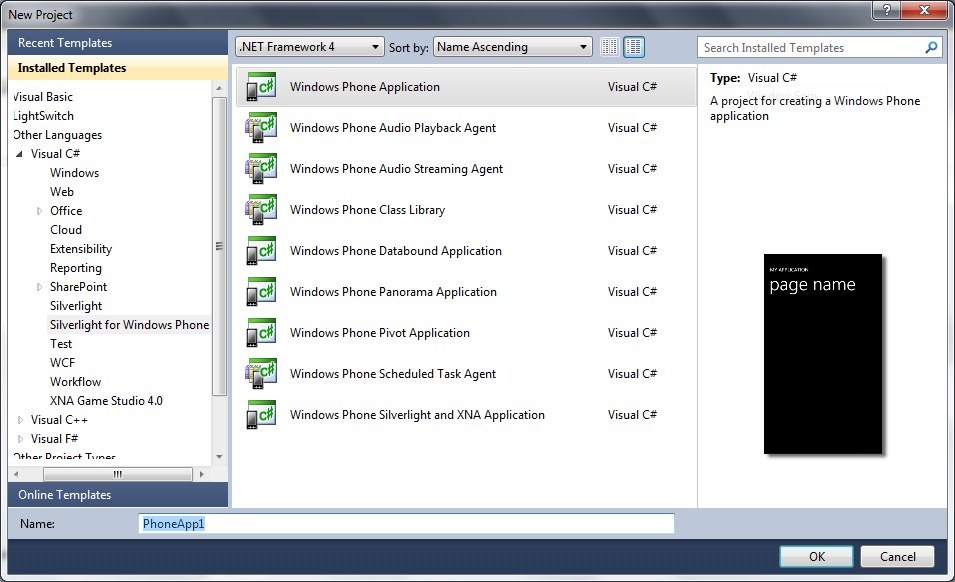 New Project
Recent Templates
Installed Templates
Visual Basic
LightSwitch
Other Languages
Visual C#
Windows
Web
Office
Cloud
Extensibility
Reporting
SharePoint
Silverlight
Silverlight for Windows Phone
Test
WCF
Workflow
XNA Game Studio 4.0
Visual C++
Visual F#
Other Project Types
Online Templates
.NET Framework 4
Sort by:
Name Ascending
Windows Phone Application Visual C#
Windows Phone Audio Playback Agent Visual C#
Windows Phone Audio Streaming Agent Visual C#
Windows Phone Class Library Visual C#
Windows Phone Databound Application Visual C#
Windows Phone Panorama Application Visual C#
Windows Phone Pivot Application Visual C#
Windows Phone Scheduled Task Agent Visual C#
Windows Phone Silverlight and XNA Application Visual C#
Search Installed Templates
Type: Visual C#
A project for creating a Windows Phone
application
MY APPLICATION
page name
Name: PhoneApp1
OK Cancel